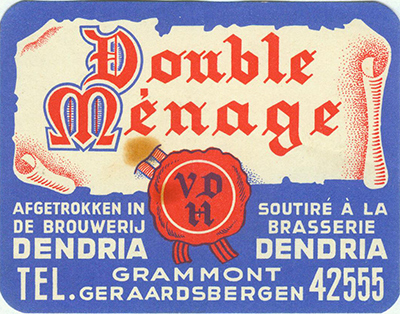 Double
Ménage
VDH
AFGETROKKEN IN
DE BROUWERIJ
DENDRIA
SOUTIRÉ À LA
BRASSERIE
DENDRIA
TEL. GRAMMONT
GERAARDSBERGEN 42555